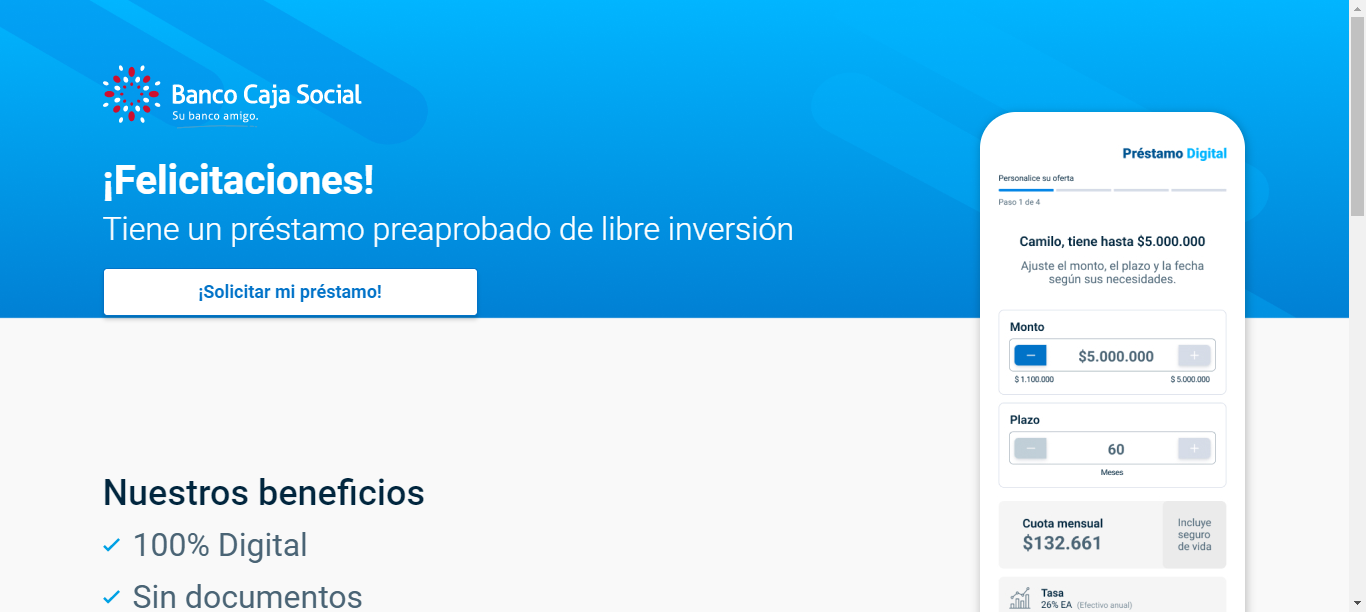 Banco Caja Social
Su banco amigo.
¡Felicitaciones!
Tiene un préstamo preaprobado de libre inversión
¡Solicitar mi préstamo!
Nuestros beneficios
100% Digital
Sin documentos
Préstamo Digital
Personalice su oferta
Paso 1 de 4
Camilo, tiene hasta $5.000.000
Ajuste el monto, el plazo y la fecha
según sus necesidades.
Monto
− $5.000.000 +
$ 1.100.000 $ 5.000.000
Plazo
− 60 +
Meses
Cuota mensual
$132.661
Incluye
seguro
de vida
Tasa
26% EA (Efectivo anual)